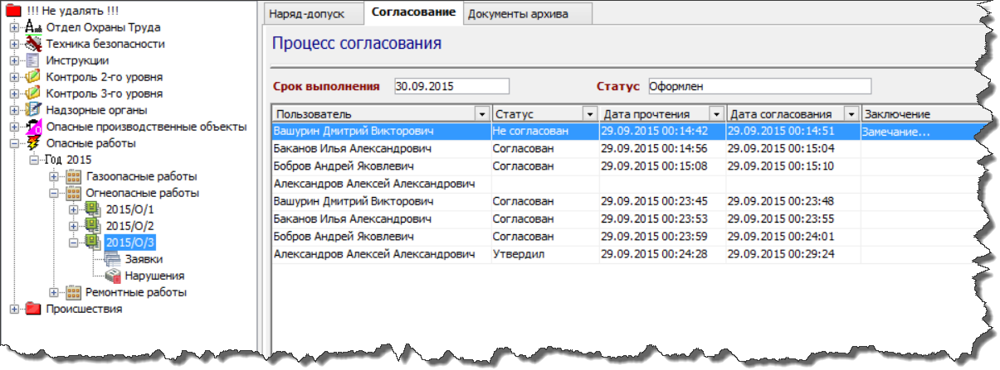 !!! Не удалять !!!
Отдел Охраны Труда
Техника безопасности
Инструкции
Контроль 2-го уровня
Контроль 3-го уровня
Надзорные органы
Опасные производственные объекты
Опасные работы
Год 2015
Газоопасные работы
Огнеопасные работы
2015/О/1
2015/О/2
2015/О/3
Заявки
Нарушения
Ремонтные работы
Происшествия
Наряд-допуск Согласование Документы архива
Процесс согласования
Срок выполнения 30.09.2015 Статус Оформлен
Пользователь Статус Дата прочтения Дата согласования Заключение
Вашурин Дмитрий Викторович Не согласован 29.09.2015 00:14:42 29.09.2015 00:14:51 Замечание...
Баканов Илья Александрович Согласован 29.09.2015 00:14:56 29.09.2015 00:15:04
Бобров Андрей Яковлевич Согласован 29.09.2015 00:15:08 29.09.2015 00:15:10
Александров Алексей Александрович
Вашурин Дмитрий Викторович Согласован 29.09.2015 00:23:45 29.09.2015 00:23:48
Баканов Илья Александрович Согласован 29.09.2015 00:23:53 29.09.2015 00:23:55
Бобров Андрей Яковлевич Согласован 29.09.2015 00:23:59 29.09.2015 00:24:01
Александров Алексей Александрович Утвердил 29.09.2015 00:24:28 29.09.2015 00:29:24